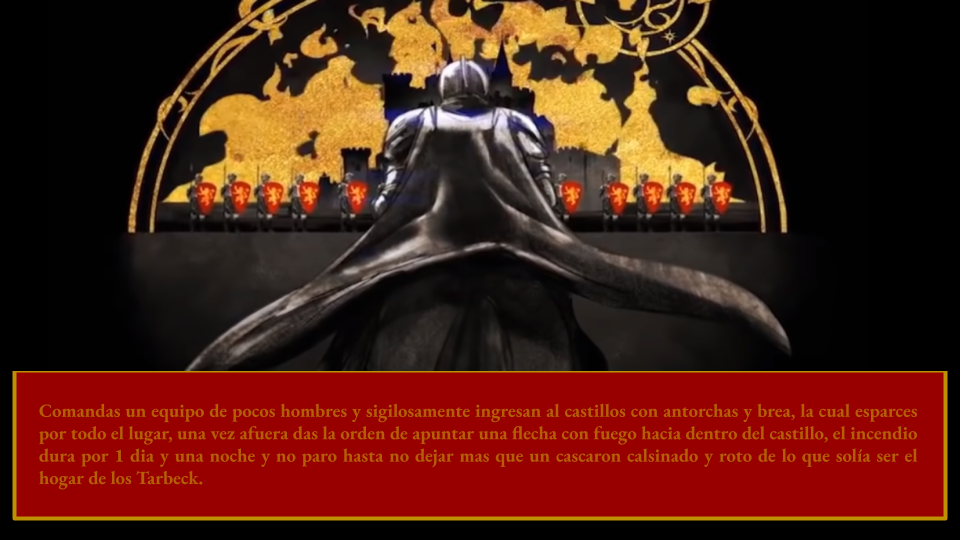 Comandas un equipo de pocos hombres y sigilosamente ingresan al castillos con antorchas y brea, la cual esparces
por todo el lugar, una vez afuera das la orden de apuntar una flecha con fuego hacia dentro del castillo, el incendio
dura por 1 dia y una noche y no paro hasta no dejar mas que un cascaron calsinado y roto de lo que solía ser el
hogar de los Tarbeck.